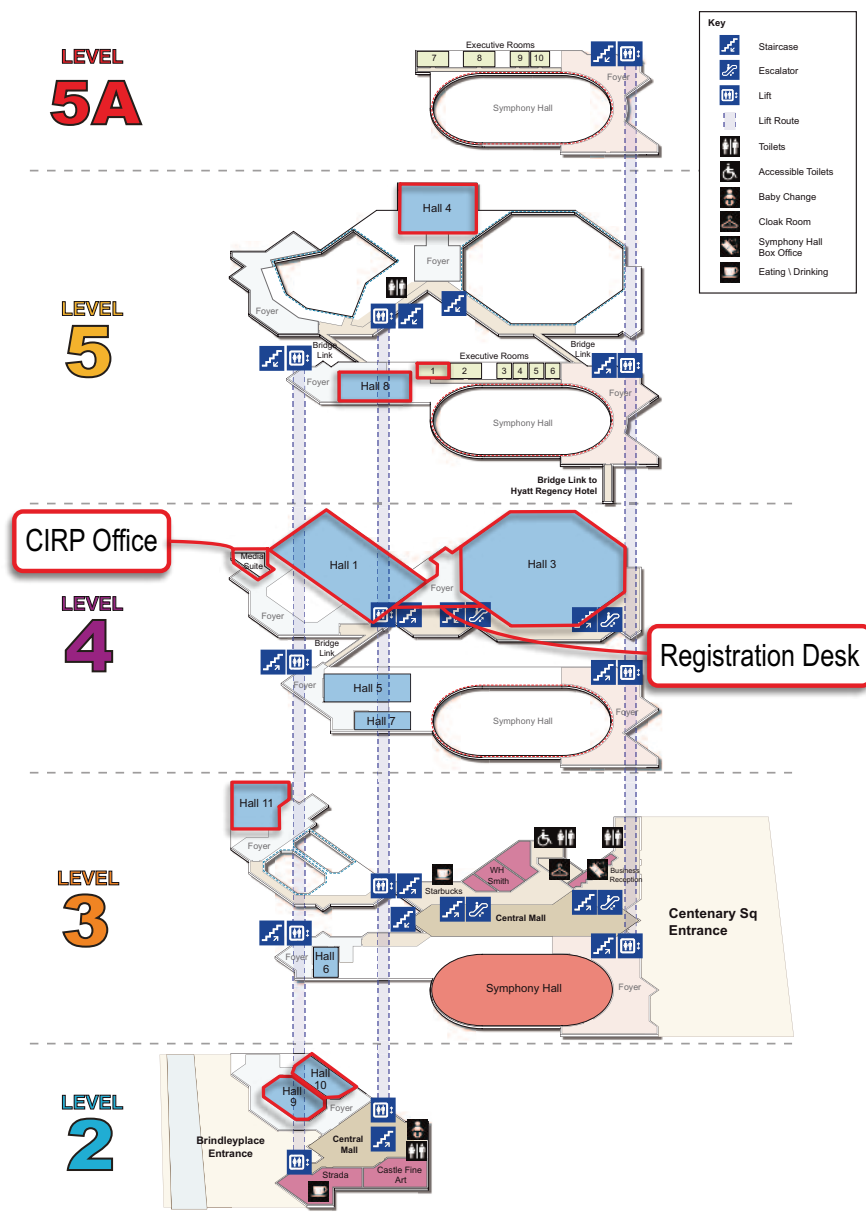 LEVEL
5A
Executive Rooms
7 8 9 10
Foyer
Symphony Hall
Key
Staircase
Escalator
Lift
Lift Route
Toilets
Accessible Toilets
Baby Change
Cloak Room
Symphony Hall
Box Office
Eating \ Drinking
LEVEL
5
Hall 4
Foyer
Foyer
Bridge
Link
Bridge
Link
Executive Rooms
1 2 3 4 5 6
Foyer
Hall 8
Foyer
Symphony Hall
Bridge Link to
Hyatt Regency Hotel
LEVEL
4
CIRP Office
Media
Suite
Hall 1
Hall 3
Foyer
Foyer
Registration Desk
Bridge
Link
Foyer
Hall 5
Hall 7
Symphony Hall
Foyer
LEVEL
3
Hall 11
Foyer
Starbucks
WH
Smith
Business
Reception
Central Mall
Centenary Sq
Entrance
Foyer
Hall
6
Symphony Hall
Foyer
LEVEL
2
Hall
10
Hall
9
Foyer
Brindleyplace
Entrance
Central
Mall
Strada
Castle Fine
Art